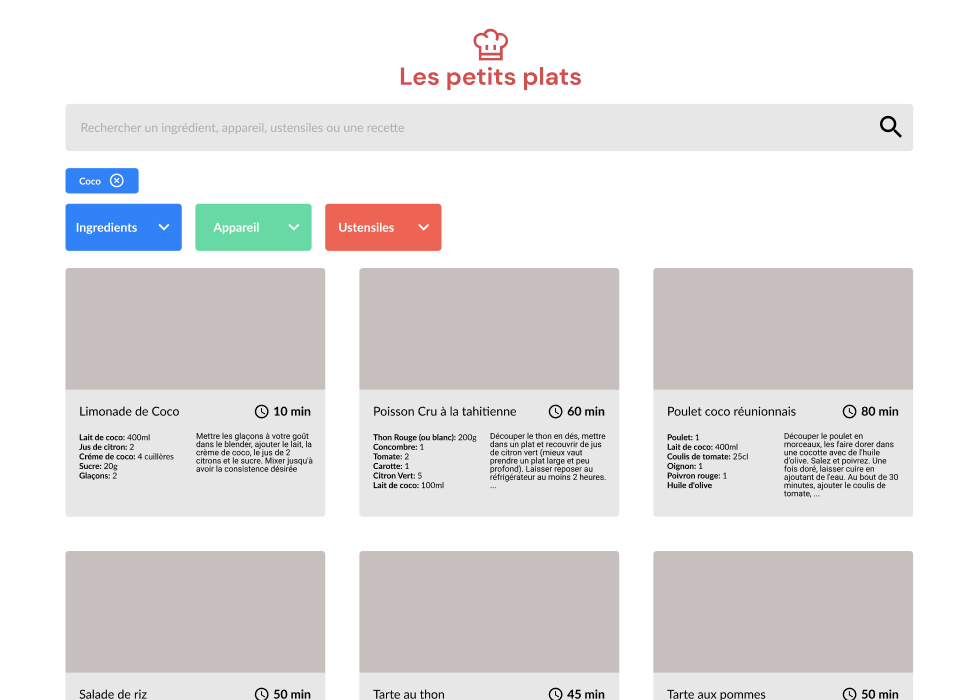 Les petits plats
Rechercher un ingrédient, appareil, ustensiles ou une recette
Coco
Ingredients
Appareil
Ustensiles
Limonade de Coco
10 min
Lait de coco: 400ml
Jus de citron: 2
Créme de coco: 4 cuillères
Sucre: 20g
Glaçons: 2
Mettre les glaçons à votre goût
dans le blender, ajouter le lait, la
crème de coco, le jus de 2
citrons et le sucre. Mixer jusqu'à
avoir la consistence désirée
Poisson Cru à la tahitienne
60 min
Thon Rouge (ou blanc): 200g
Concombre: 1
Tomate: 2
Carotte: 1
Citron Vert: 5
Lait de coco: 100ml
Découper le thon en dés, mettre
dans un plat et recouvrir de jus
de citron vert (mieux vaut
prendre un plat large et peu
profond). Laisser reposer au
réfrigérateur au moins 2 heures.
...
Poulet coco réunionnais
80 min
Poulet: 1
Lait de coco: 400ml
Coulis de tomate: 25cl
Oignon: 1
Poivron rouge: 1
Huile d'olive
Découper le poulet en
morceaux, les faire dorer dans
une cocotte avec de l'huile
d'olive. Salez et poivrez. Une
fois doré, laisser cuire en
ajoutant de l'eau. Au bout de 30
minutes, ajouter le coulis de
tomate, ...
Salade de riz
50 min
Tarte au thon
45 min
Tarte aux pommes
50 min